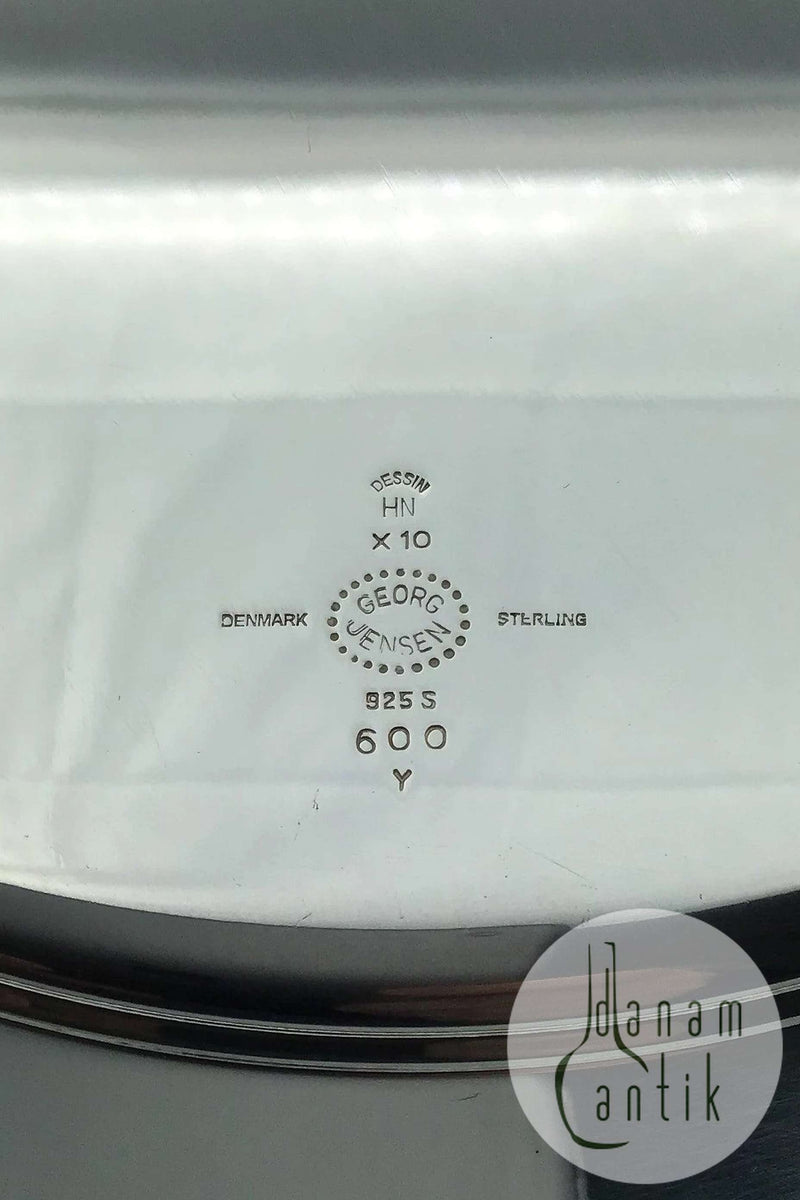 DESSIN
HN
X 10
DENMARK GEORG JENSEN STERLING
925 S
600
Y
danam
antik